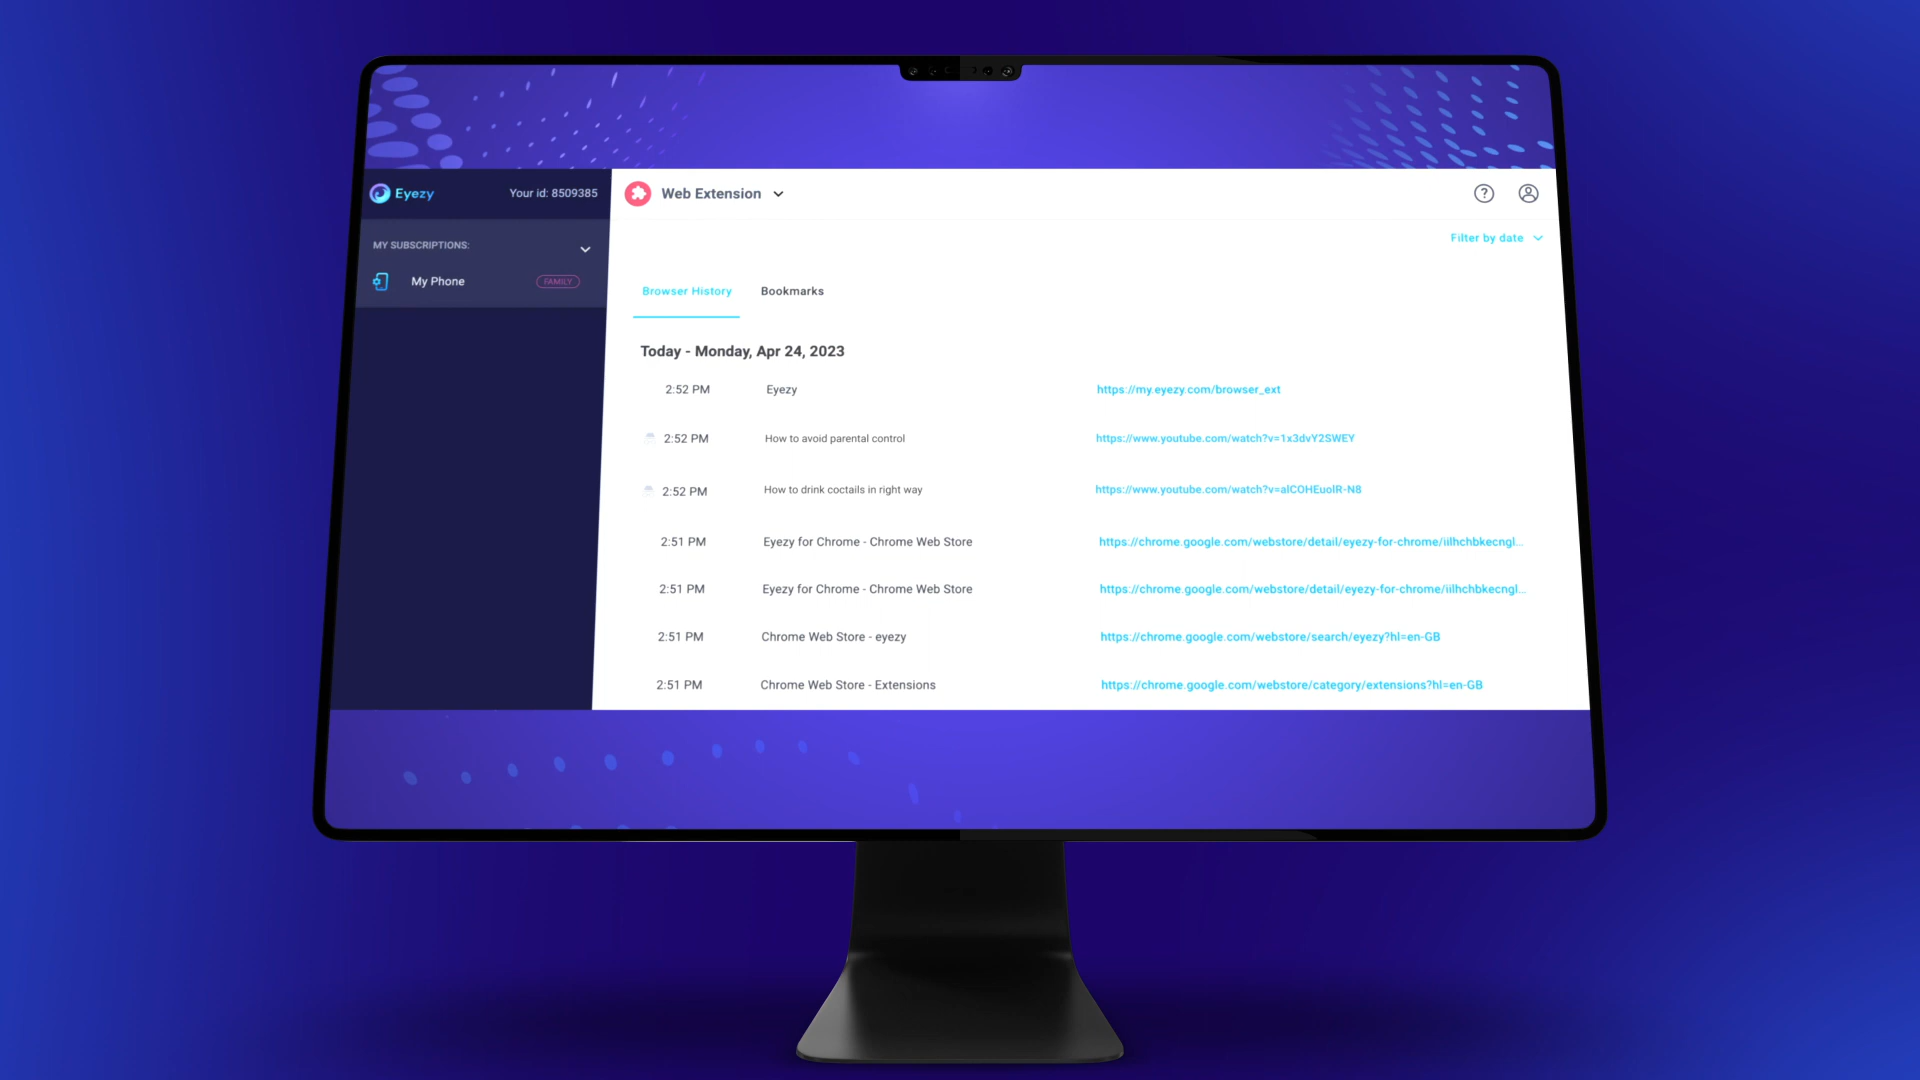 Eyezy
Your id: 8509385
Web Extension
MY SUBSCRIPTIONS:
My Phone
FAMILY
Filter by date
Browser History
Bookmarks
Today - Monday, Apr 24, 2023
2:52 PM Eyezy https://my.eyezy.com/browser_ext
2:52 PM How to avoid parental control https://www.youtube.com/watch?v=1x3dvY2SWEY
2:52 PM How to drink coctails in right way https://www.youtube.com/watch?v=alCOHEuolR-N8
2:51 PM Eyezy for Chrome - Chrome Web Store https://chrome.google.com/webstore/detail/eyezy-for-chrome/iilhchbkecngl...
2:51 PM Eyezy for Chrome - Chrome Web Store https://chrome.google.com/webstore/detail/eyezy-for-chrome/iilhchbkecngl...
2:51 PM Chrome Web Store - eyezy https://chrome.google.com/webstore/search/eyezy?hl=en-GB
2:51 PM Chrome Web Store - Extensions https://chrome.google.com/webstore/category/extensions?hl=en-GB